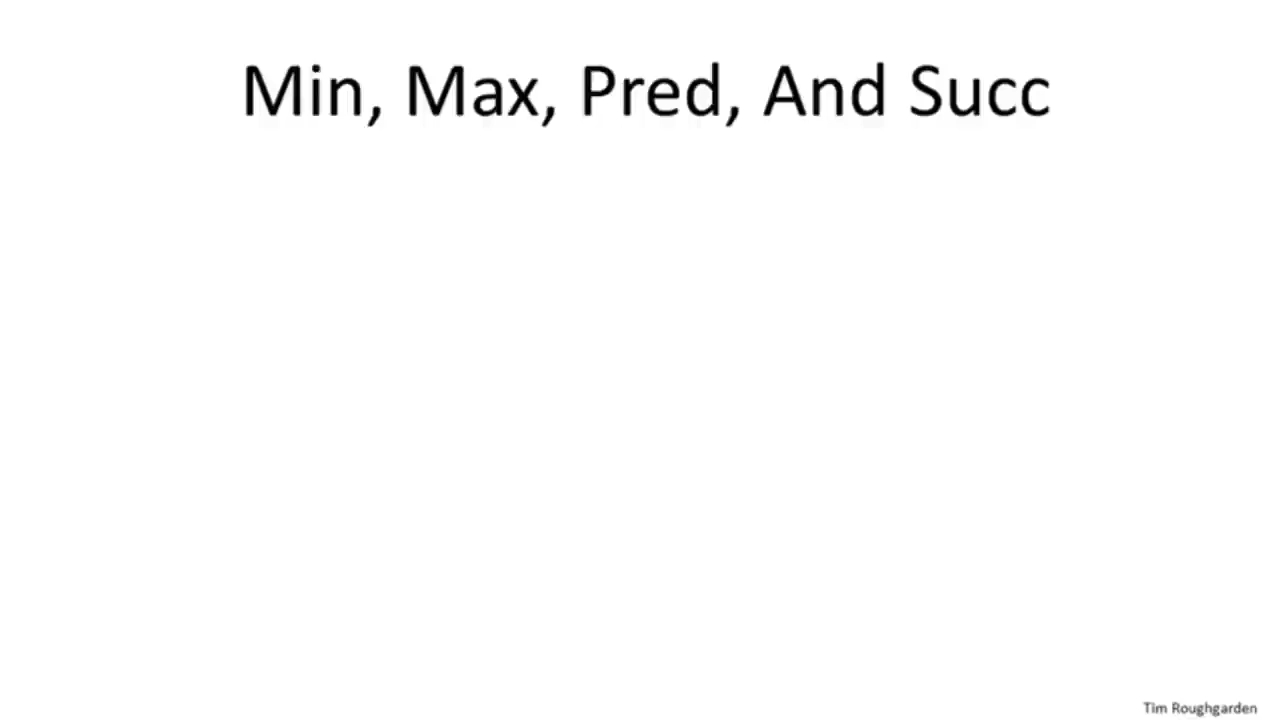 Min, Max, Pred, And Succ
Tim Roughgarden